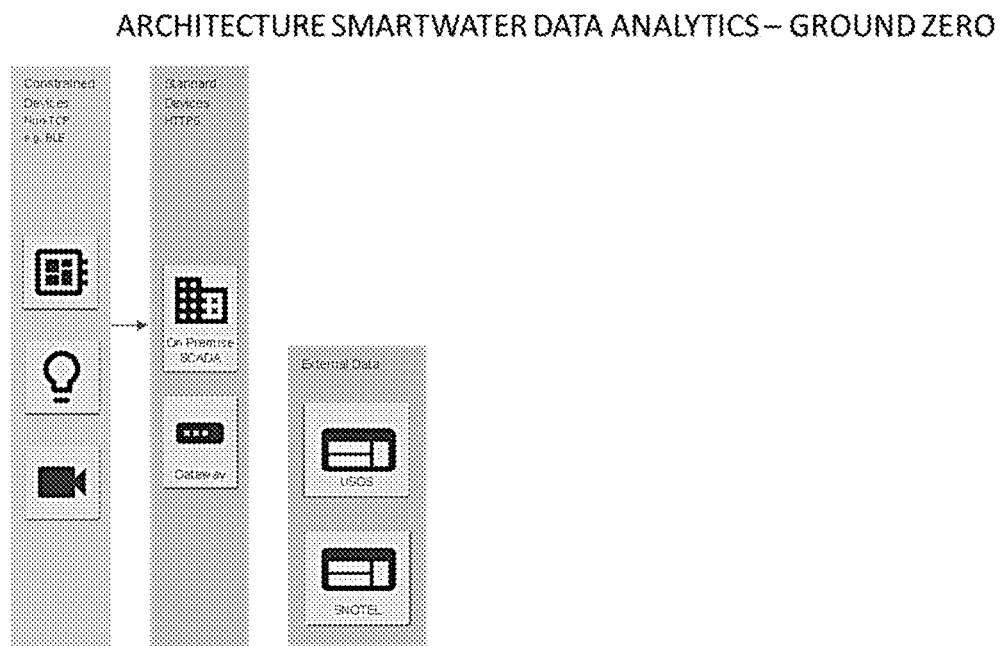 ARCHITECTURE SMARTWATER DATA ANALYTICS – GROUND ZERO
Constrained
Devices
Non-TCP
e.g. BLE
Standard
Devices
HTTPS
On Premise
SCADA
Gateway
External Data
USGS
SNOTEL